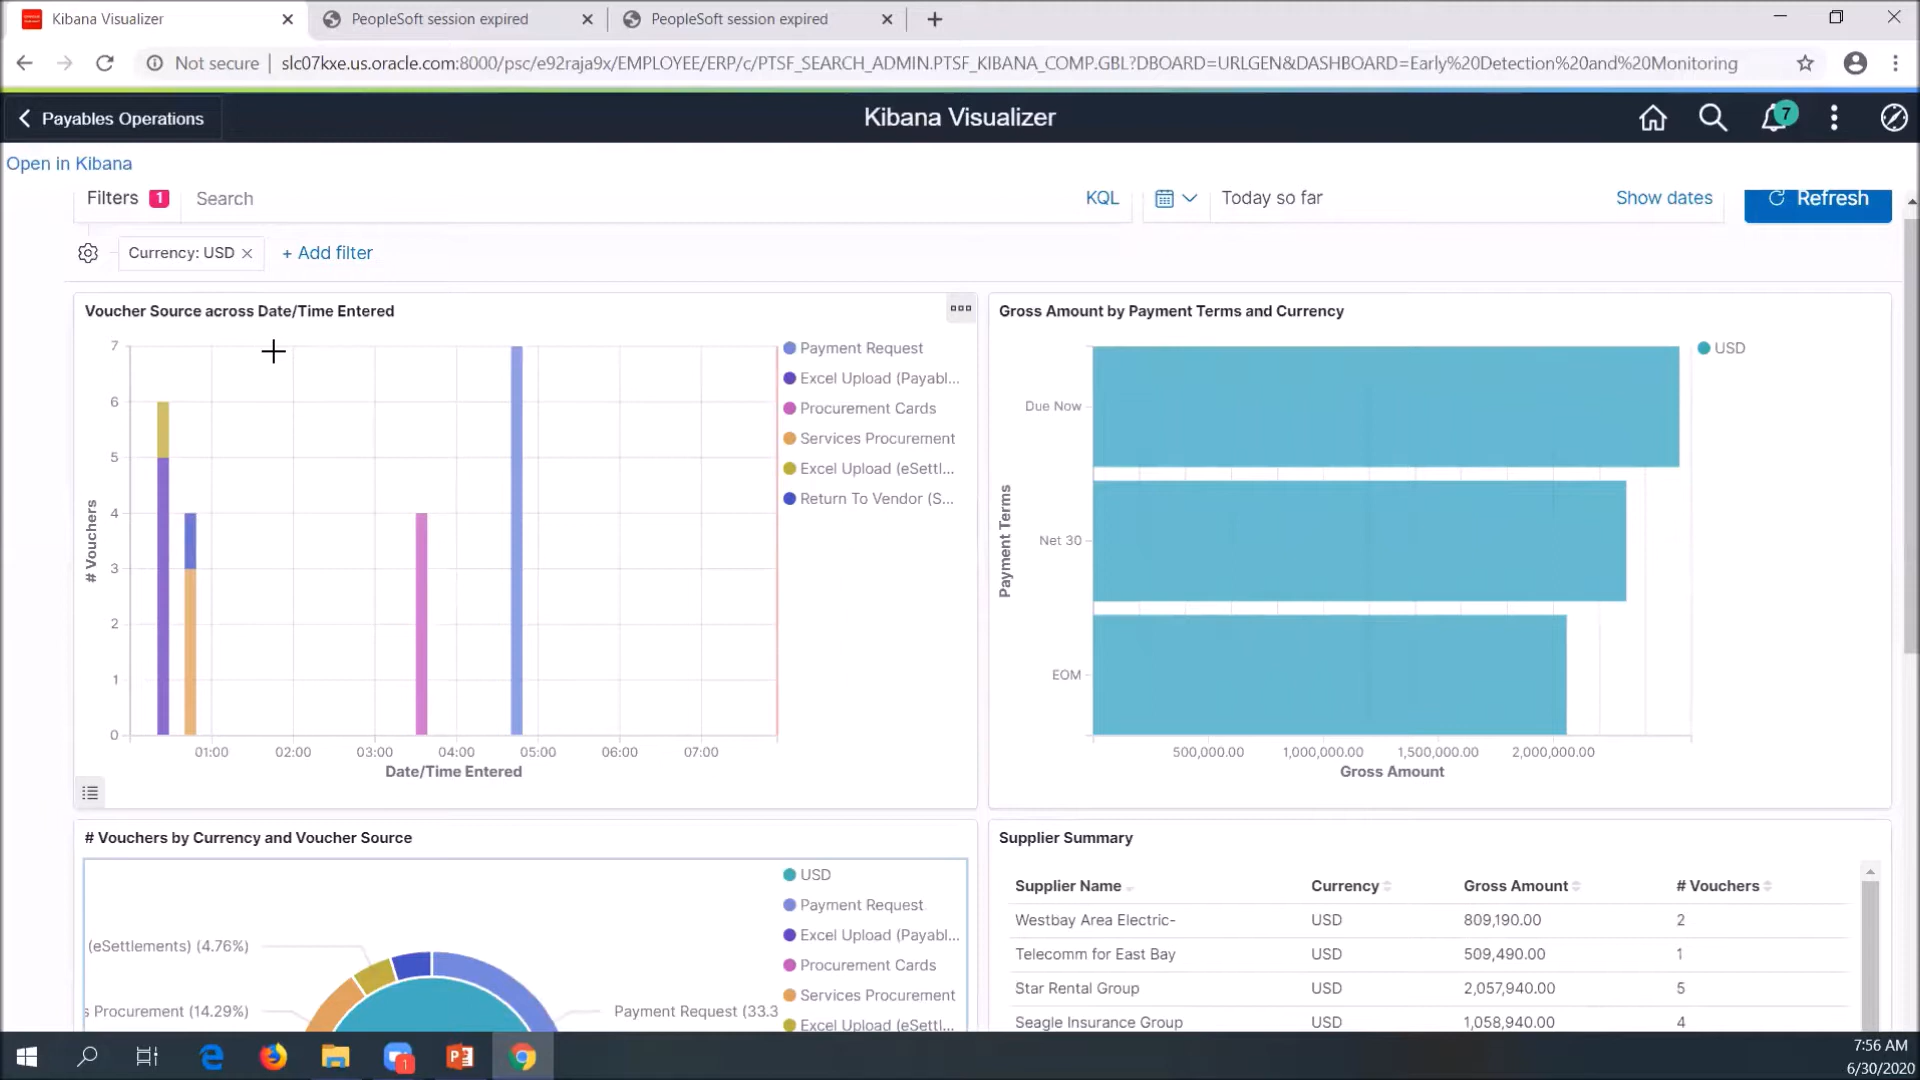 Kibana Visualizer
PeopleSoft session expired
PeopleSoft session expired
Not secure | slc07kxe.us.oracle.com:8000/psc/e92raja9x/EMPLOYEE/ERP/c/PTSF_SEARCH_ADMIN.PTSF_KIBANA_COMP.GBL?DBOARD=URLGEN&DASHBOARD=Early%20Detection%20and%20Monitoring
Payables Operations
Kibana Visualizer
7
Open in Kibana
Filters 1
Search
KQL
Today so far
Show dates
Refresh
Currency: USD
+ Add filter
Voucher Source across Date/Time Entered
7
6
5
4
3
2
1
0
# Vouchers
01:00 02:00 03:00 04:00 05:00 06:00 07:00
Date/Time Entered
Payment Request
Excel Upload (Payabl...
Procurement Cards
Services Procurement
Excel Upload (eSettl...
Return To Vendor (S...
Gross Amount by Payment Terms and Currency
USD
Payment Terms
Due Now
Net 30
EOM
500,000.00 1,000,000.00 1,500,000.00 2,000,000.00
Gross Amount
# Vouchers by Currency and Voucher Source
(eSettlements) (4.76%)
s Procurement (14.29%)
Payment Request (33.3
USD
Payment Request
Excel Upload (Payabl...
Procurement Cards
Services Procurement
Excel Upload (eSettl...
Supplier Summary
Supplier Name Currency Gross Amount # Vouchers
Westbay Area Electric- USD 809,190.00 2
Telecomm for East Bay USD 509,490.00 1
Star Rental Group USD 2,057,940.00 5
Seagle Insurance Group USD 1,058,940.00 4
1
7:56 AM
6/30/2020